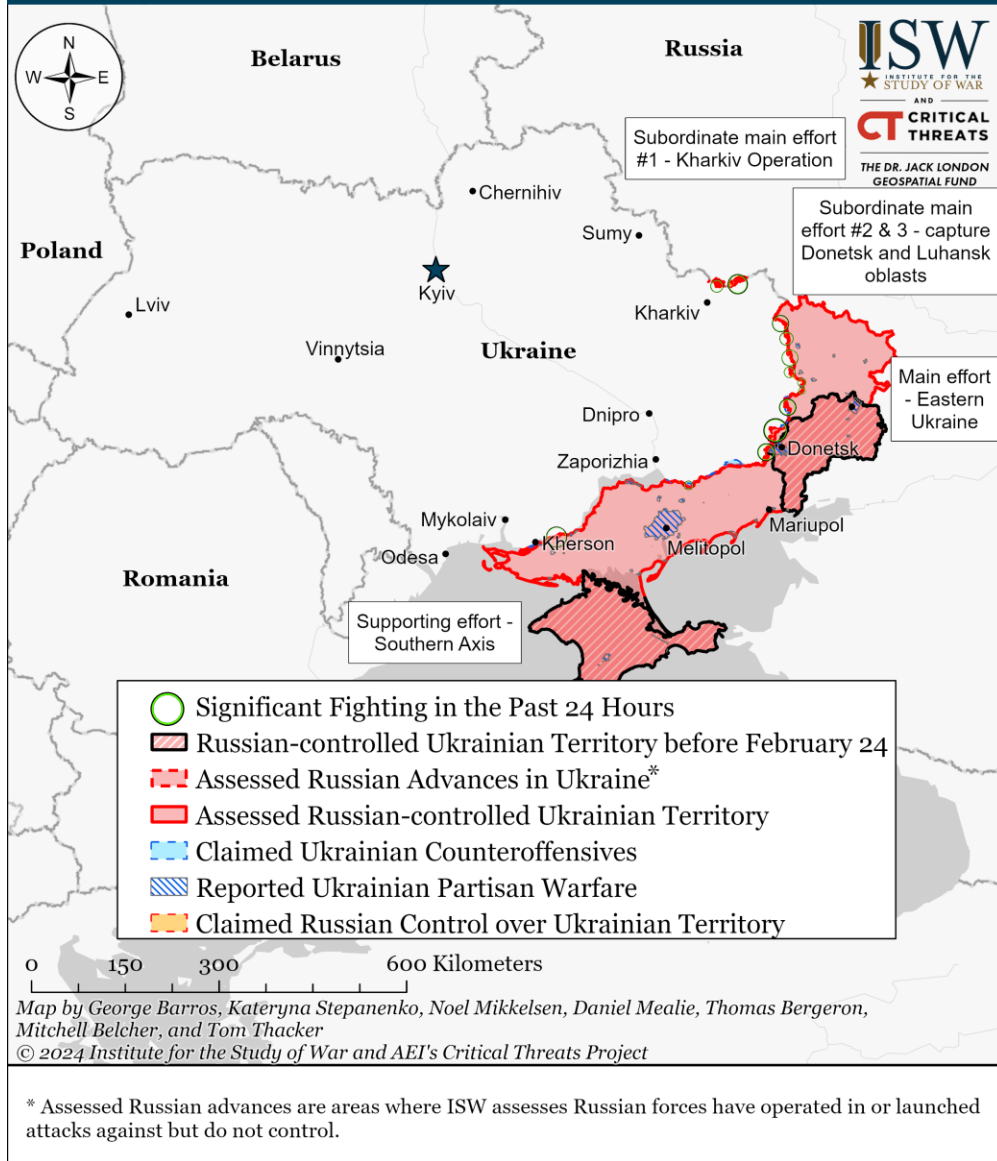 N
W
E
S
Belarus
Russia
ISW
INSTITUTE FOR THE
STUDY OF WAR
AND
CT CRITICAL
THREATS
THE DR. JACK LONDON
GEOSPATIAL FUND
Subordinate main effort
#1 - Kharkiv Operation
Subordinate main
effort #2 & 3 - capture
Donetsk and Luhansk
oblasts
Chernihiv
Sumy
Poland
Kyiv
Lviv
Kharkiv
Vinnytsia
Ukraine
Main effort
- Eastern
Ukraine
Dnipro
Donetsk
Zaporizhia
Mykolaiv
Mariupol
Kherson
Melitopol
Odesa
Romania
Supporting effort -
Southern Axis
Significant Fighting in the Past 24 Hours
Russian-controlled Ukrainian Territory before February 24
Assessed Russian Advances in Ukraine*
Assessed Russian-controlled Ukrainian Territory
Claimed Ukrainian Counteroffensives
Reported Ukrainian Partisan Warfare
Claimed Russian Control over Ukrainian Territory
0 150 300 600 Kilometers
Map by George Barros, Kateryna Stepanenko, Noel Mikkelsen, Daniel Mealie, Thomas Bergeron,
Mitchell Belcher, and Tom Thacker
© 2024 Institute for the Study of War and AEI's Critical Threats Project
* Assessed Russian advances are areas where ISW assesses Russian forces have operated in or launched
attacks against but do not control.